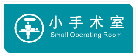 小手术室
Small Operating Room